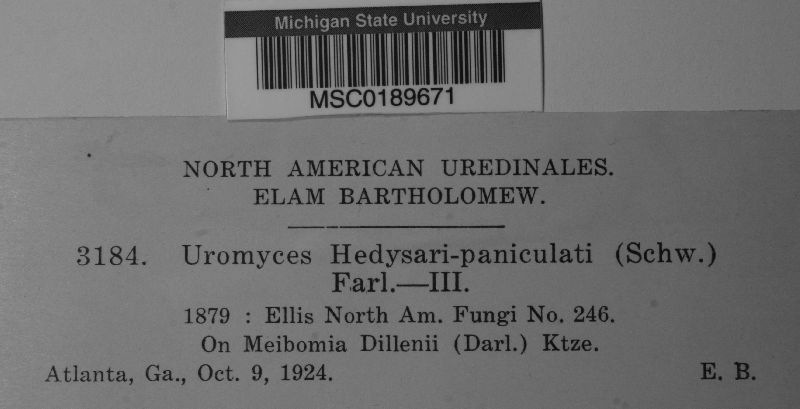 Michigan State University
MSC0189671
NORTH AMERICAN UREDINALES.
ELAM BARTHOLOMEW.
3184. Uromyces Hedysari-paniculati (Schw.)
Farl.—III.
1879 : Ellis North Am. Fungi No. 246.
On Meibomia Dillenii (Darl.) Ktze.
Atlanta, Ga., Oct. 9, 1924. E. B.